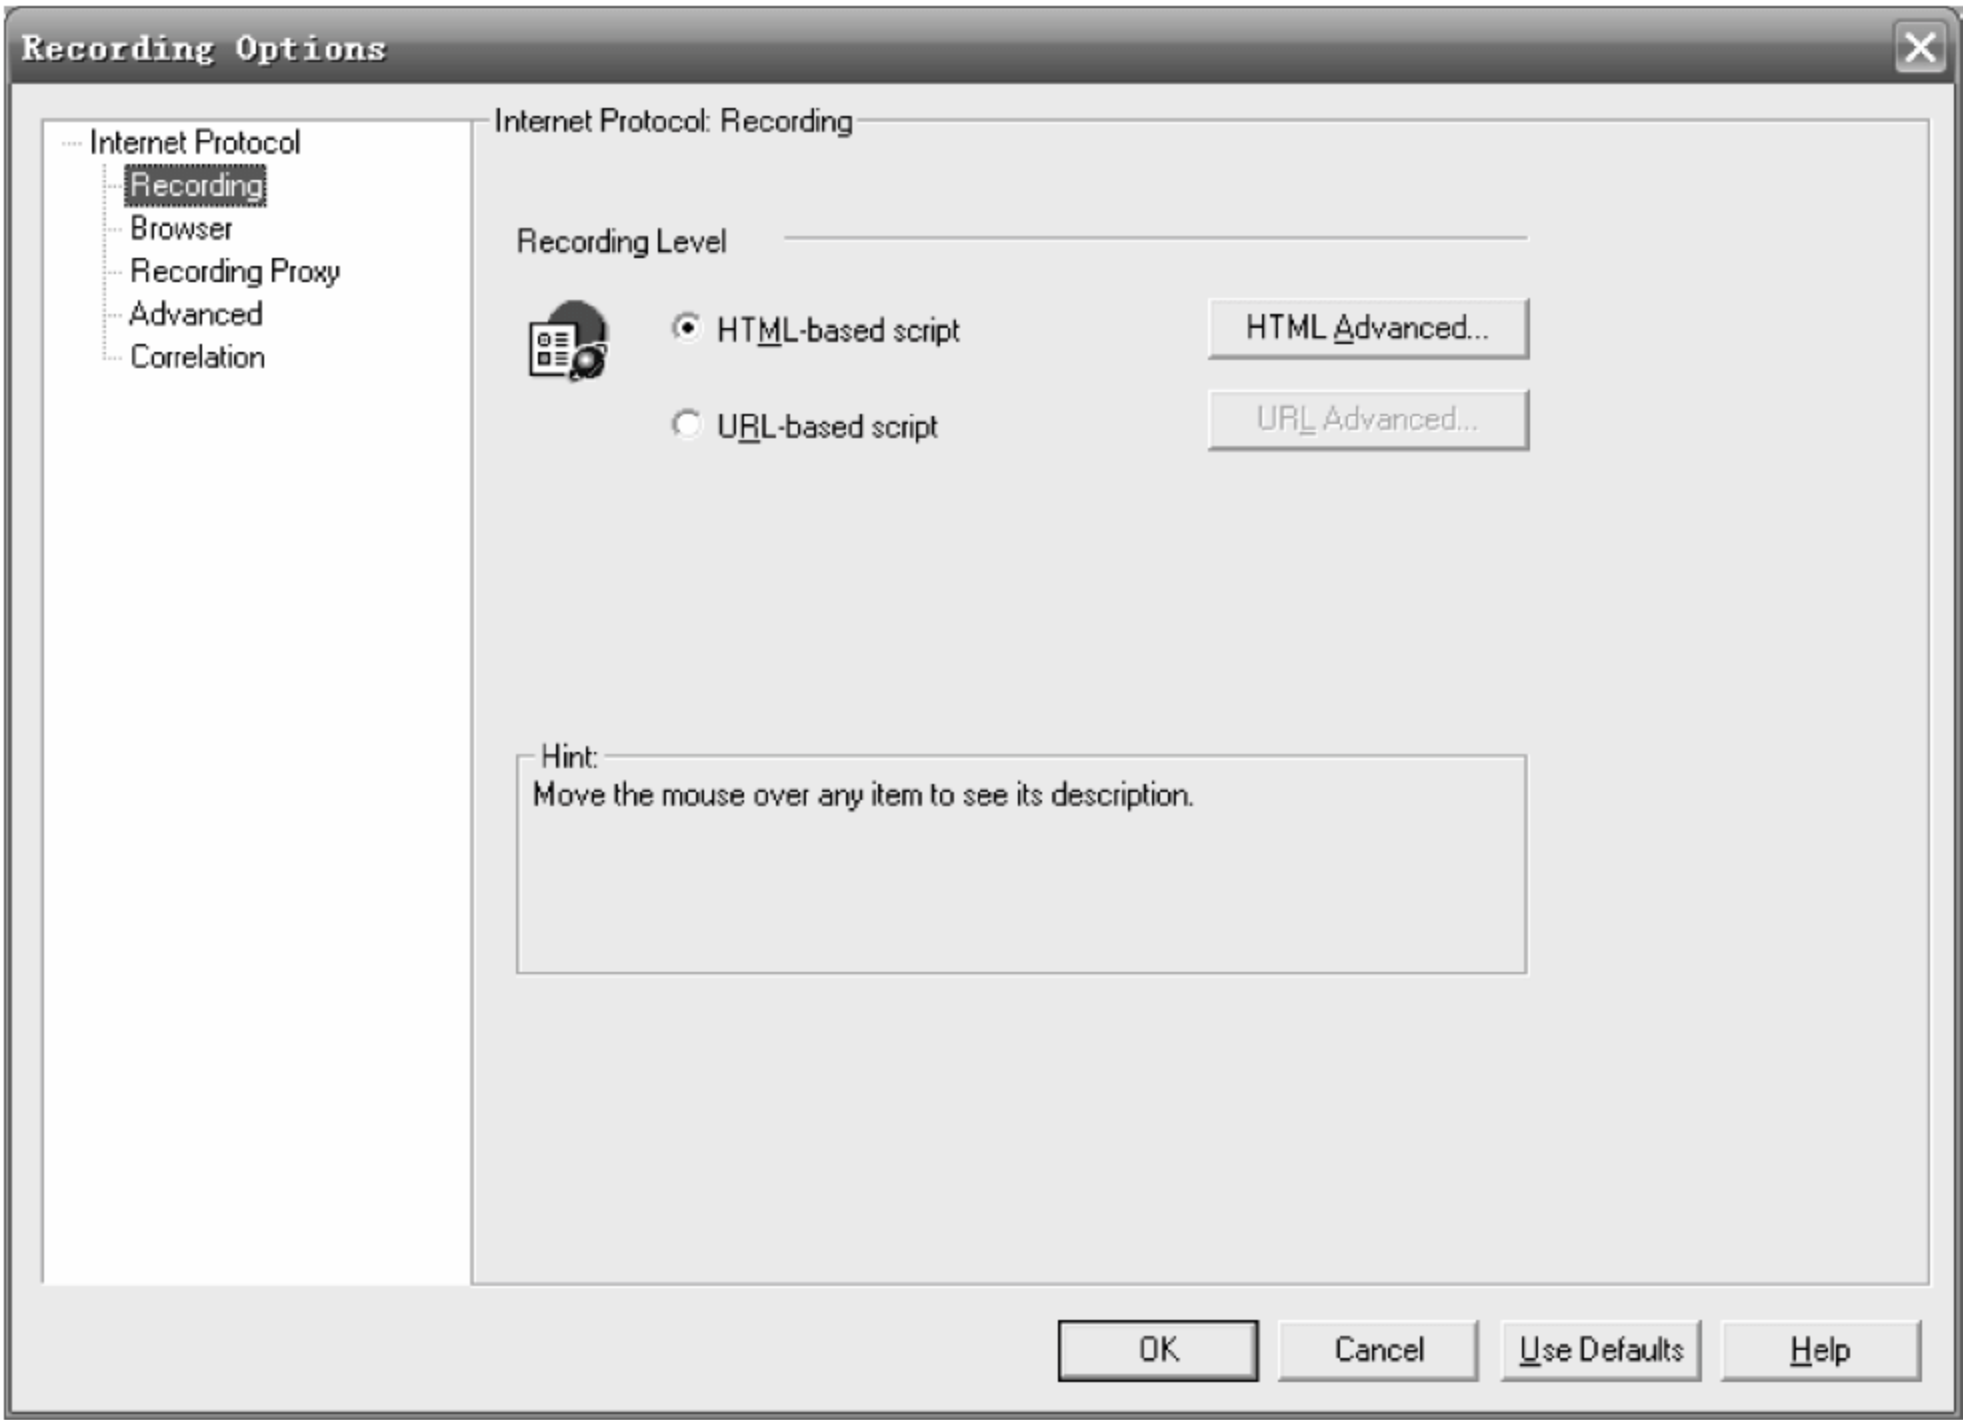 Recording Options
Internet Protocol
Recording
Browser
Recording Proxy
Advanced
Correlation
Internet Protocol: Recording
Recording Level
HTML-based script
HTML Advanced...
URL-based script
URL Advanced...
Hint:
Move the mouse over any item to see its description.
OK
Cancel
Use Defaults
Help